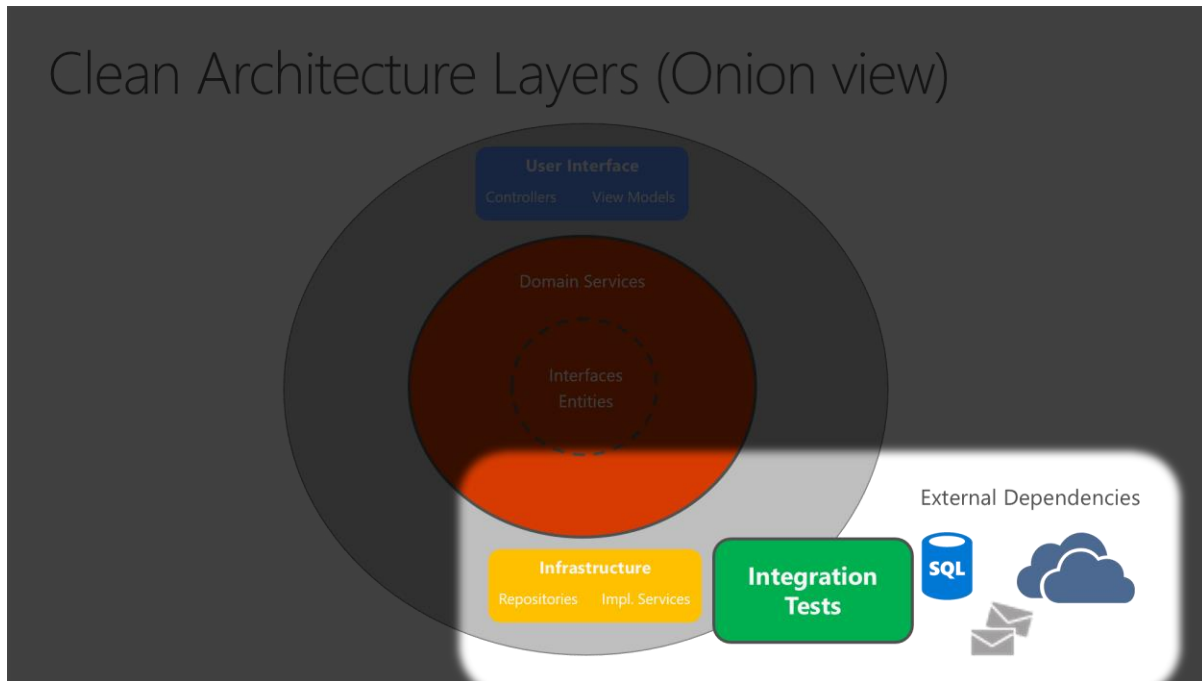 Clean Architecture Layers (Onion view)
User Interface
Controllers View Models
Domain Services
Interfaces
Entities
External Dependencies
Infrastructure
Repositories Impl. Services
Integration
Tests
SQL